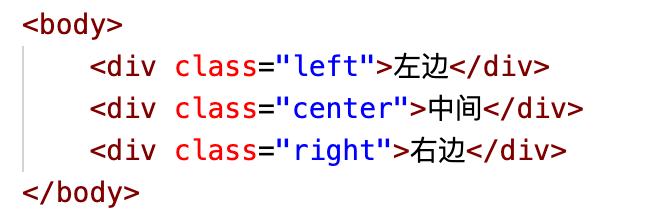 <body>
<div class="left">左边</div>
<div class="center">中间</div>
<div class="right">右边</div>
</body>